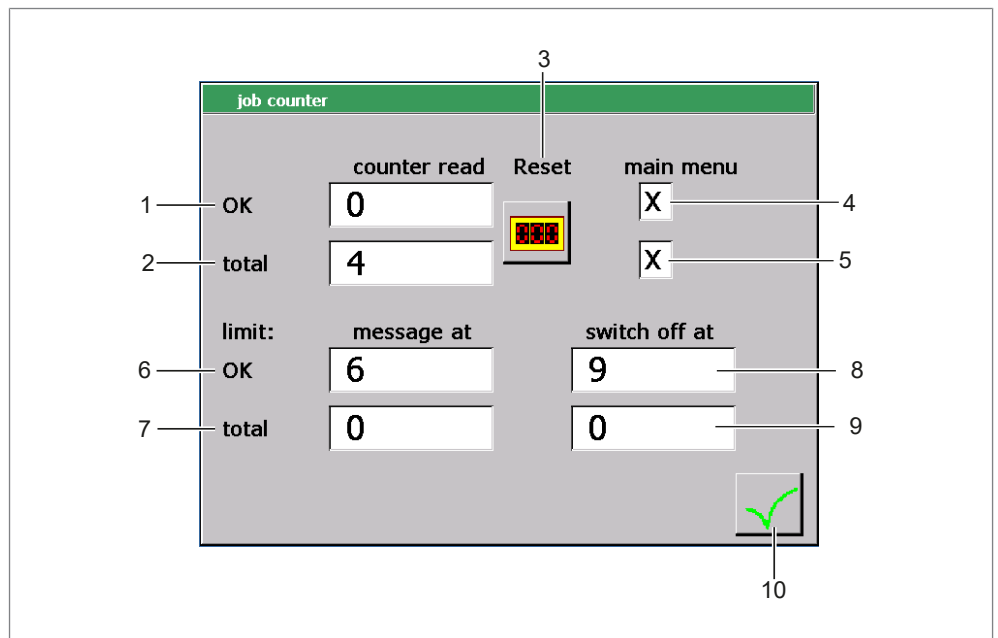 3
job counter
counter read Reset main menu
1 OK 0 X 4
000
2 total 4 X 5
limit: message at switch off at
6 OK 6 9 8
7 total 0 0 9
10